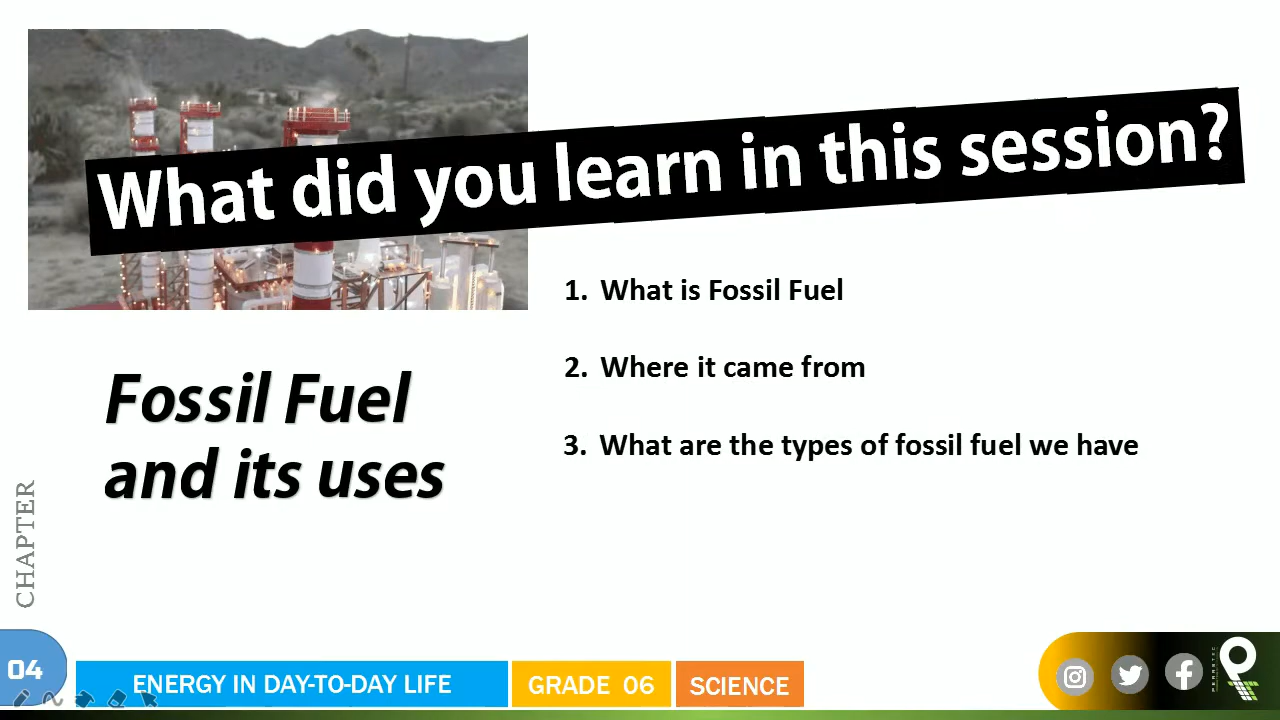 What did you learn in this session?
1. What is Fossil Fuel
2. Where it came from
3. What are the types of fossil fuel we have
Fossil Fuel
and its uses
CHAPTER
04
ENERGY IN DAY-TO-DAY LIFE
GRADE 06
SCIENCE